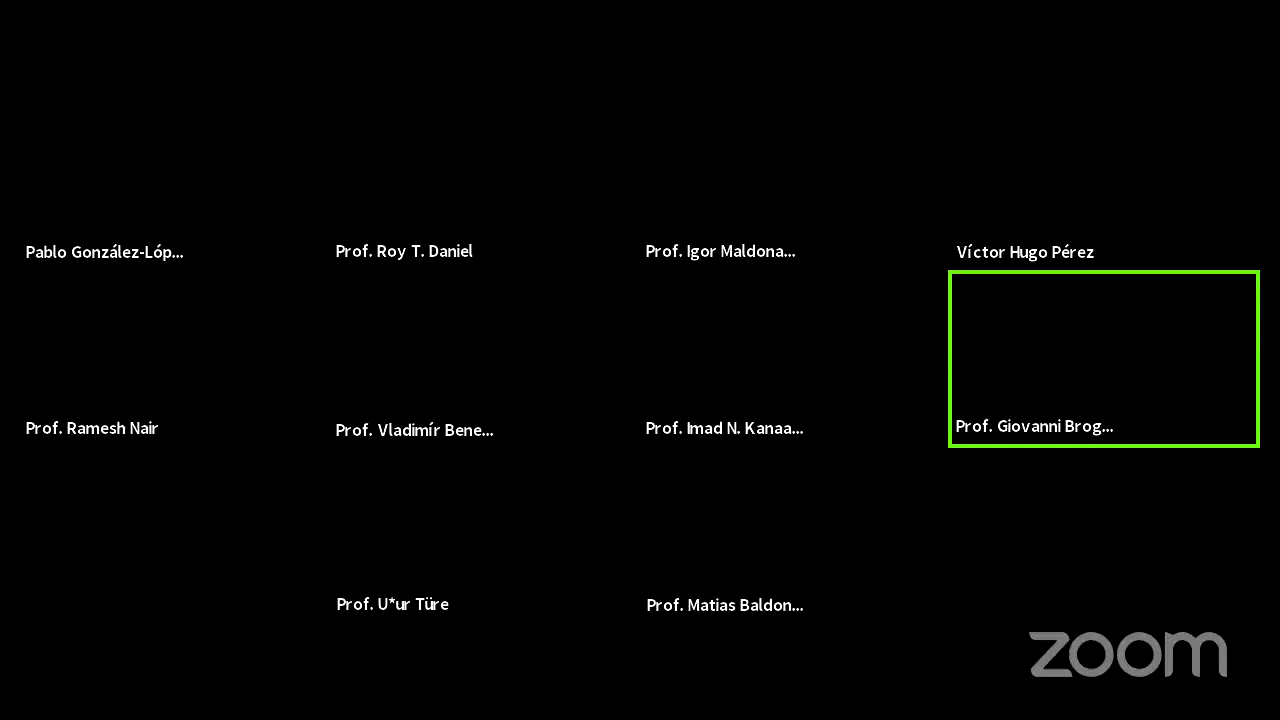 Pablo González-Lóp...
Prof. Roy T. Daniel
Prof. Igor Maldona...
Víctor Hugo Pérez
Prof. Ramesh Nair
Prof. Vladimír Bene...
Prof. Imad N. Kanaa...
Prof. Giovanni Brog...
Prof. U*ur Türe
Prof. Matias Baldon...
zoom